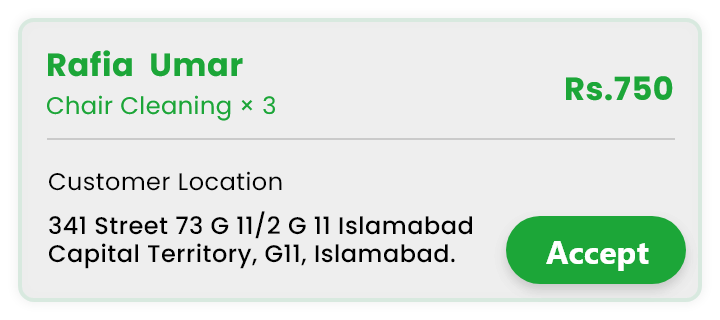 Rafia Umar
Chair Cleaning × 3
Rs.750
Customer Location
341 Street 73 G 11/2 G 11 Islamabad
Capital Territory, G11, Islamabad.
Accept